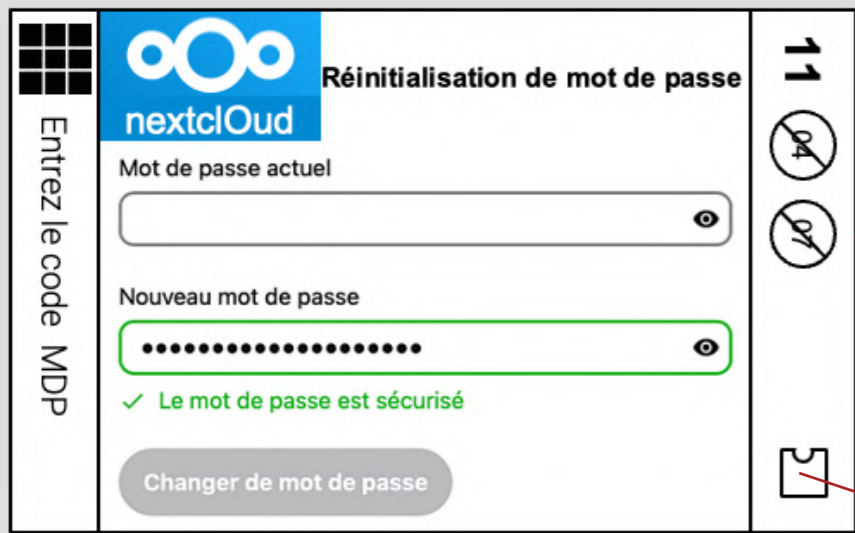 Entrez le code MDP
nextclOud
Réinitialisation de mot de passe
Mot de passe actuel
Nouveau mot de passe
••••••••••••••••••••
Le mot de passe est sécurisé
Changer de mot de passe
11
04
07